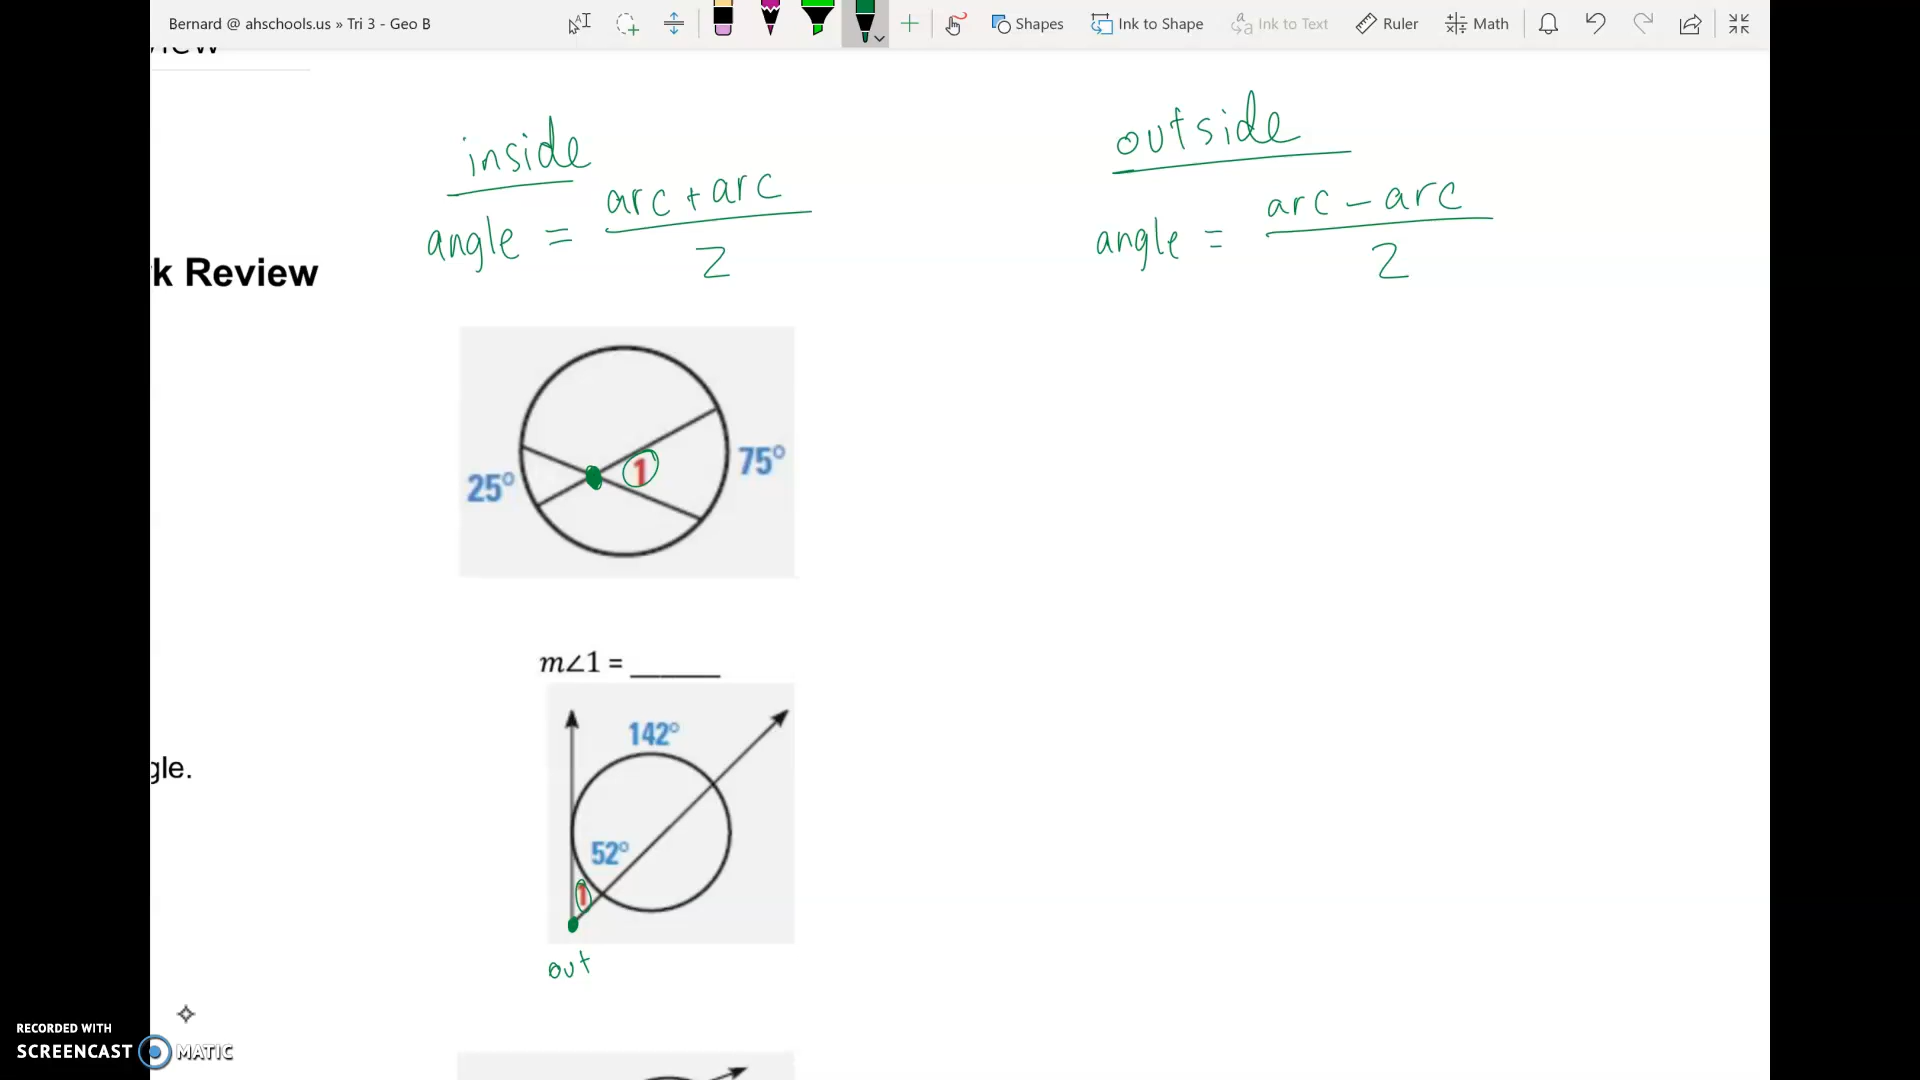 Bernard @ ahschools.us » Tri 3 - Geo B
Shapes
Ink to Shape
Ink to Text
Ruler
Math
inside
angle = arc + arc / 2
outside
angle = arc - arc / 2
k Review
25°
1
75°
m∠1 = ______
142°
52°
1
out
gle.
RECORDED WITH
SCREENCAST MATIC